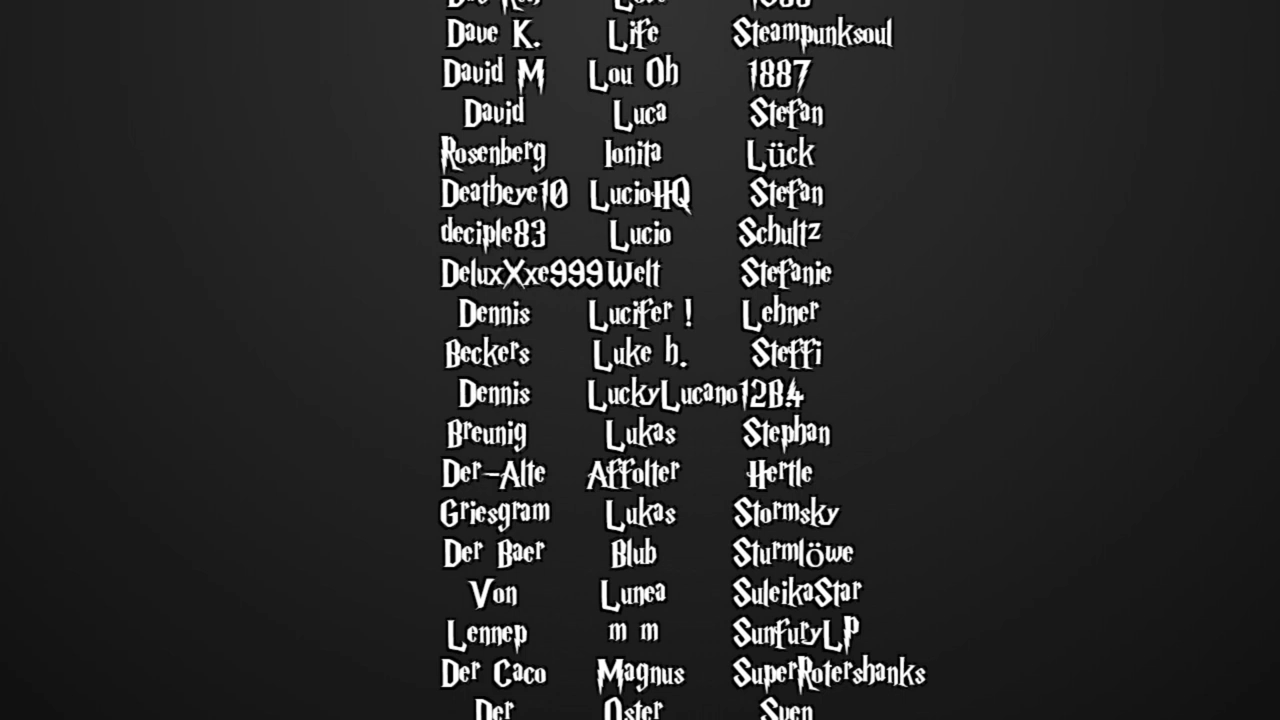 Dave K. Life Steampunksoul
David M Lou Oh 1887
David Luca Stefan
Rosenberg Ionita Lück
Deatheye10 LucioHQ Stefan
deciple83 Lucio Schultz
DeluxXxe999 Welt Stefanie
Dennis Lucifer ! Lehner
Beckers Luke h. Steffi
Dennis LuckyLucano 1284
Breunig Lukas Stephan
Der-Alte Affolter Hertle
Griesgram Lukas Stormsky
Der Baer Blub Sturmlöwe
Von Lunea SuleikaStar
Lennep m m SunfuryLP
Der Caco Magnus SuperRotershanks
Der Oster Sven